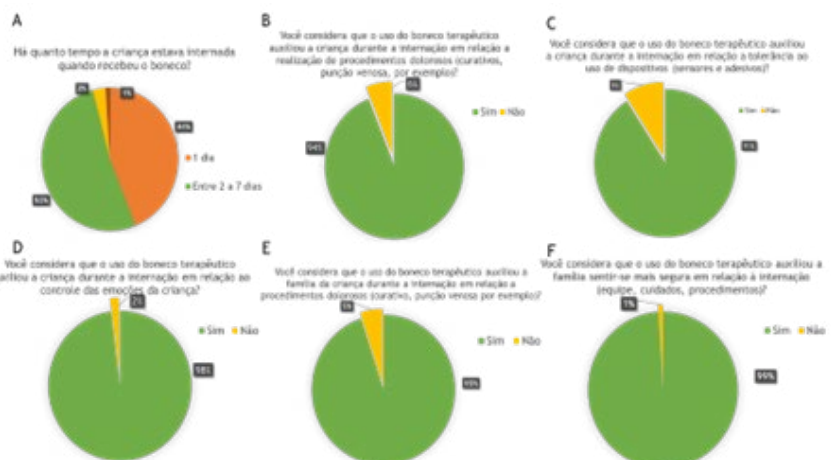 A
Há quanto tempo a criança estava internada
quando recebeu o boneco?
1 dia
Entre 2 a 7 dias
B
Você considera que o uso do boneco terapêutico
auxiliou a criança durante a internação em relação a
realização de procedimentos dolorosos (curativos,
punção venosa, por exemplo)?
94%
6%
Sim Não
C
Você considera que o uso do boneco terapêutico auxiliou
a criança durante a internação em relação a tolerância ao
uso de dispositivos (sensores e adesivos)?
Sim Não
D
Você considera que o uso do boneco terapêutico
auxiliou a criança durante a internação em relação ao
controle das emoções da criança?
2%
98%
Sim Não
E
Você considera que o uso do boneco terapêutico auxiliou a
família da criança durante a internação em relação a
procedimentos dolorosos (curativo, punção venosa por exemplo)?
5%
95%
Sim Não
F
Você considera que o uso do boneco terapêutico auxiliou a
família sentir-se mais segura em relação à internação
(equipe, cuidados, procedimentos)?
1%
99%
Sim Não